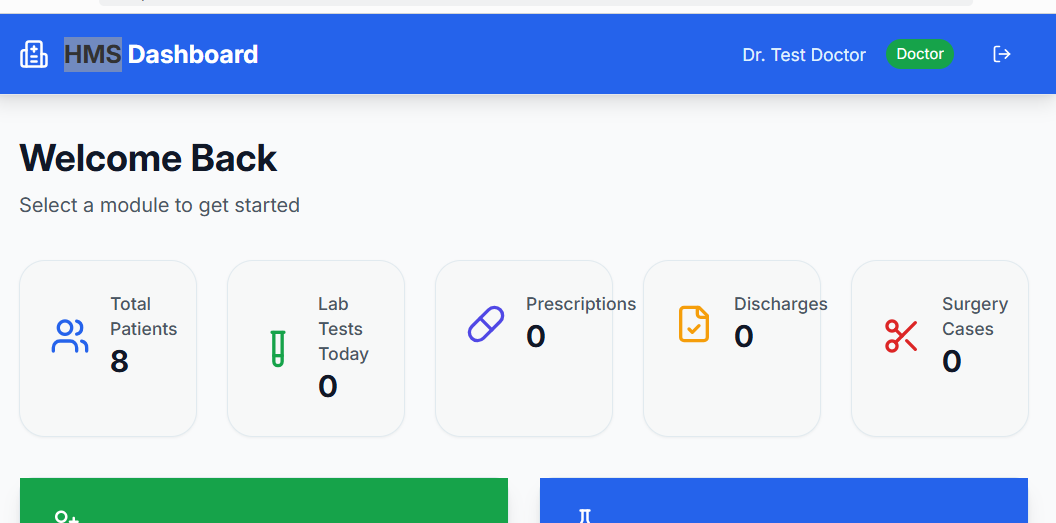 HMS Dashboard
Dr. Test Doctor
Doctor
Welcome Back
Select a module to get started
Total
Patients
8
Lab
Tests
Today
0
Prescriptions
0
Discharges
0
Surgery
Cases
0